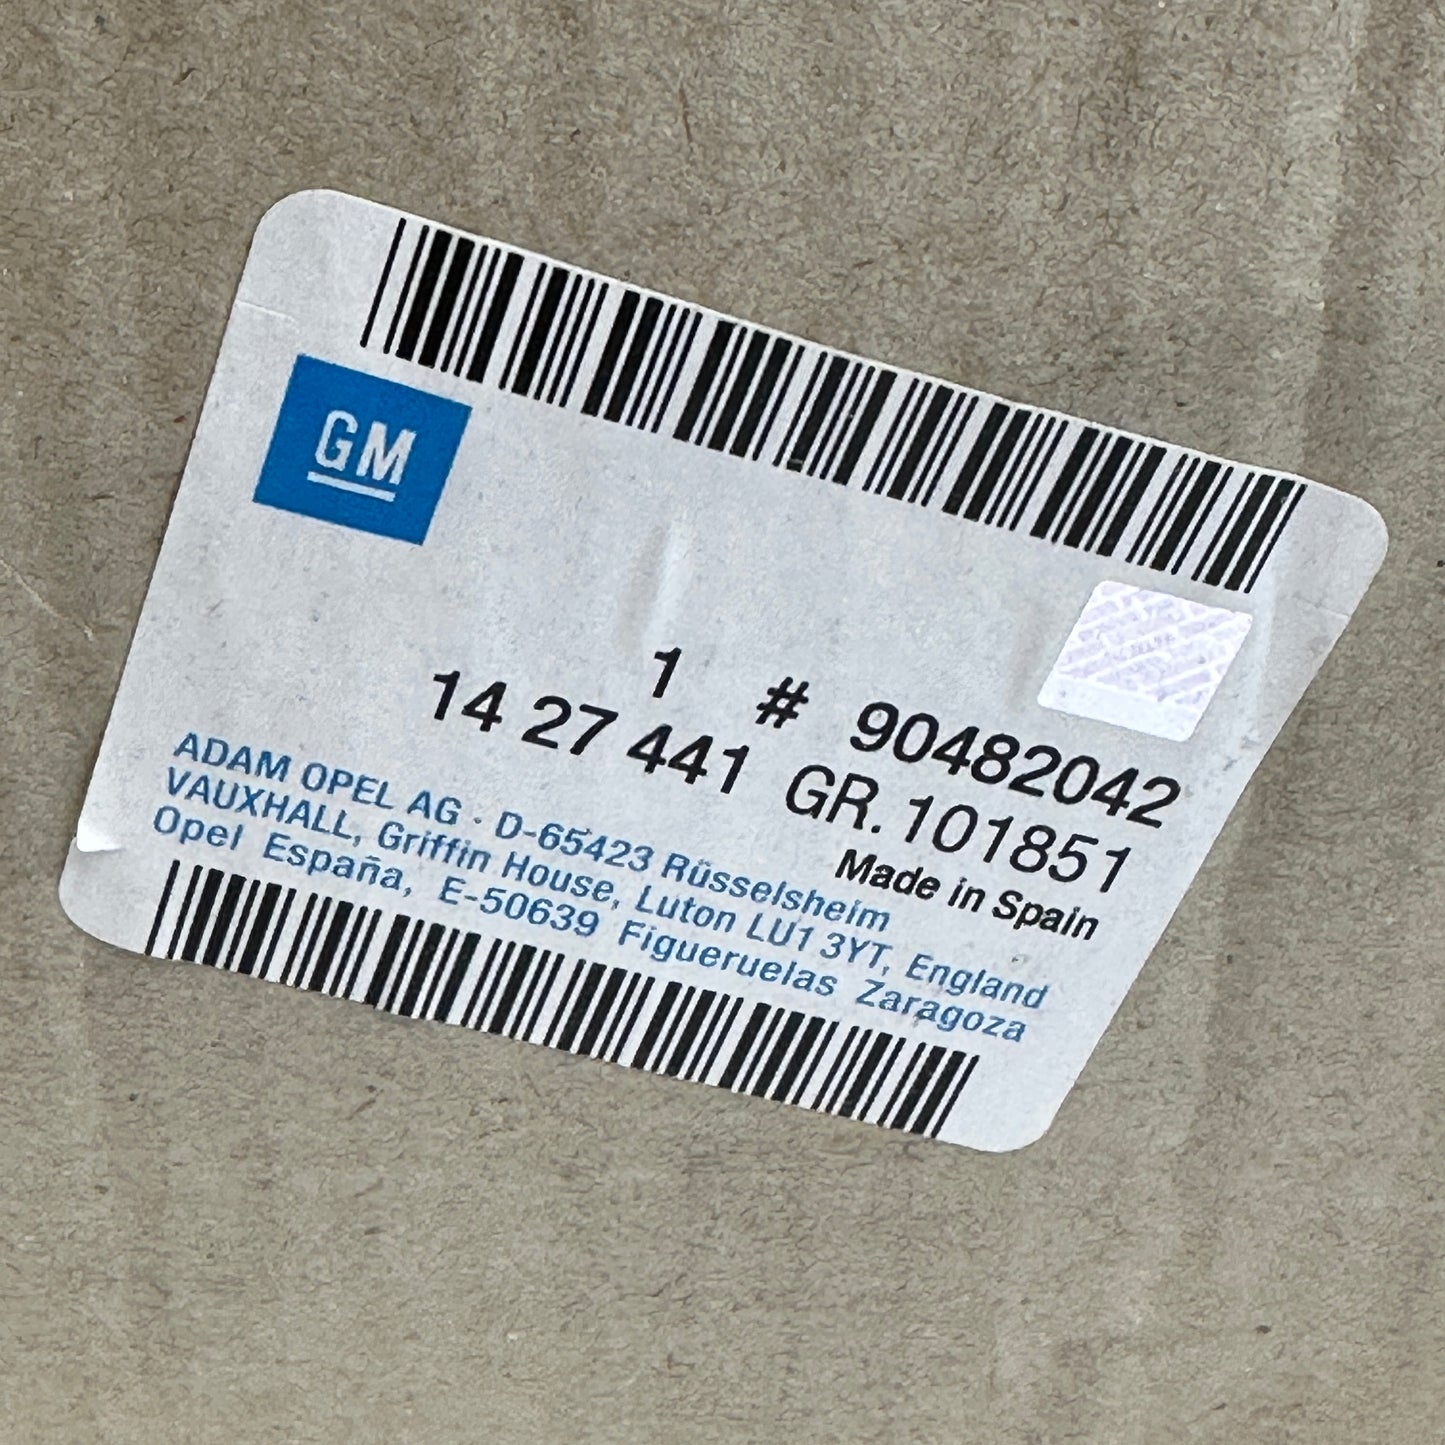 GM
1 # 90482042
14 27 441 GR. 101851
Made in Spain
ADAM OPEL AG · D-65423 Rüsselsheim
VAUXHALL, Griffin House, Luton LU1 3YT, England
Opel España, E-50639 Figueruelas Zaragoza